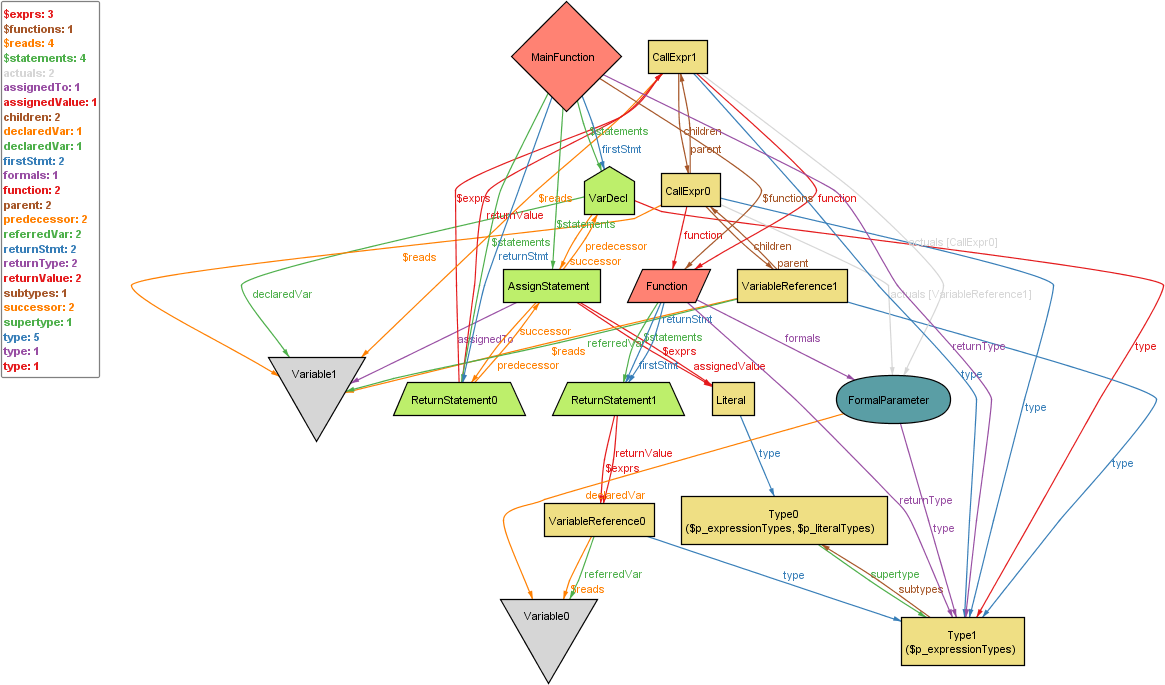 $exprs: 3
$functions: 1
$reads: 4
$statements: 4
actuals: 2
assignedTo: 1
assignedValue: 1
children: 2
declaredVar: 1
declaredVar: 1
firstStmt: 2
formals: 1
function: 2
parent: 2
predecessor: 2
referredVar: 2
returnStmt: 2
returnType: 2
returnValue: 2
subtypes: 1
successor: 2
supertype: 1
type: 5
type: 1
type: 1
MainFunction
CallExpr1
$statements
children
firstStmt
parent
CallExpr0
VarDecl
$exprs
$reads
$functions
function
returnValue
$statements
function
$statements
returnStmt
predecessor
successor
children
parent
actuals [CallExpr0]
$reads
AssignStatement
Function
VariableReference1
actuals [VariableReference1]
declaredVar
returnStmt
successor
assignedTo
$statements
referredVar
formals
$reads
$exprs
returnType
type
predecessor
firstStmt
assignedValue
type
Variable1
ReturnStatement0
ReturnStatement1
Literal
FormalParameter
type
returnValue
type
$exprs
type
declaredVar
returnType
VariableReference0
Type0
($p_expressionTypes, $p_literalTypes)
type
referredVar
type
supertype
$reads
subtypes
Variable0
Type1
($p_expressionTypes)